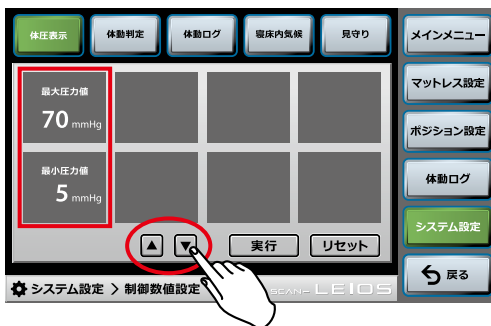 体圧表示
体動判定
体動ログ
寝床内気候
見守り
メインメニュー
マットレス設定
ポジション設定
体動ログ
システム設定
戻る
最大圧力値
70 mmHg
最小圧力値
5 mmHg
▲ ▼ 実行 リセット
システム設定 > 制御数値設定
SCAN LEIOS